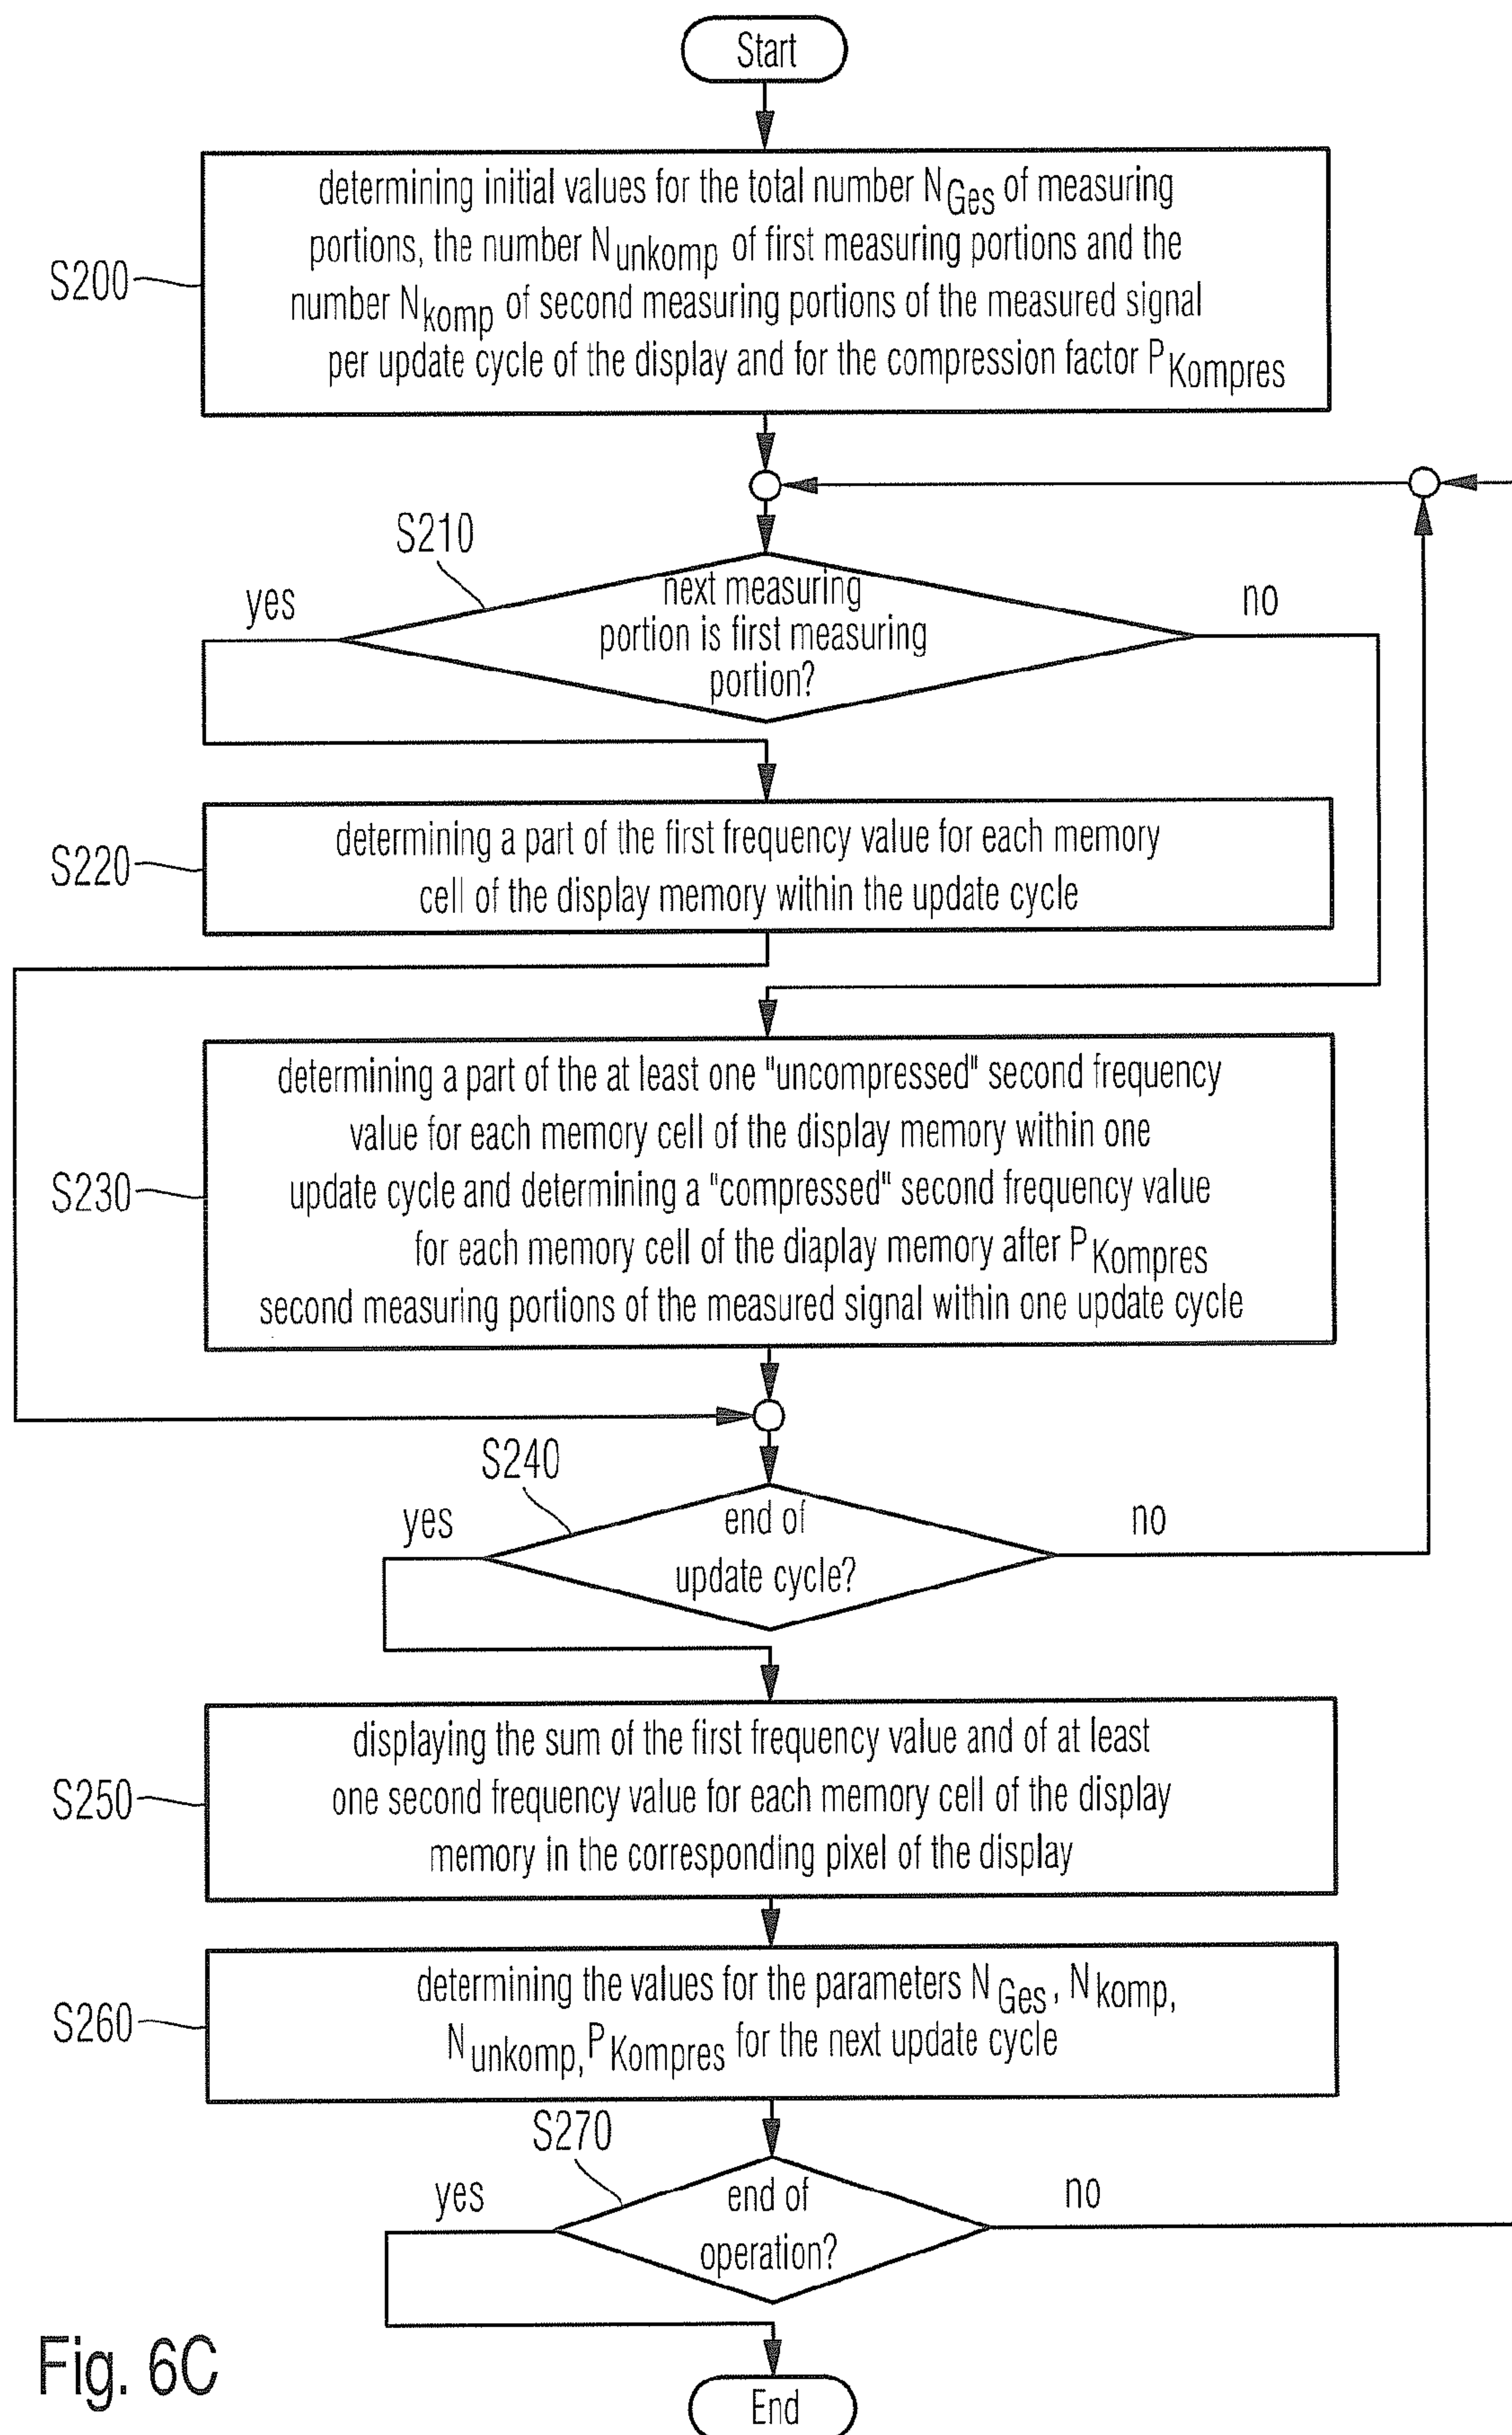 Start
determining initial values for the total number NGes of measuring
portions, the number Nunkomp of first measuring portions and the
number Nkomp of second measuring portions of the measured signal
per update cycle of the display and for the compression factor PKompres
S200
S210
yes
next measuring
portion is first measuring
portion?
no
S220
determining a part of the first frequency value for each memory
cell of the display memory within the update cycle
S230
determining a part of the at least one "uncompressed" second frequency
value for each memory cell of the display memory within one
update cycle and determining a "compressed" second frequency value
for each memory cell of the diaplay memory after PKompres
second measuring portions of the measured signal within one update cycle
S240
yes
end of
update cycle?
no
S250
displaying the sum of the first frequency value and of at least
one second frequency value for each memory cell of the display
memory in the corresponding pixel of the display
S260
determining the values for the parameters NGes, Nkomp,
Nunkomp, PKompres for the next update cycle
S270
yes
end of
operation?
no
End
Fig. 6C